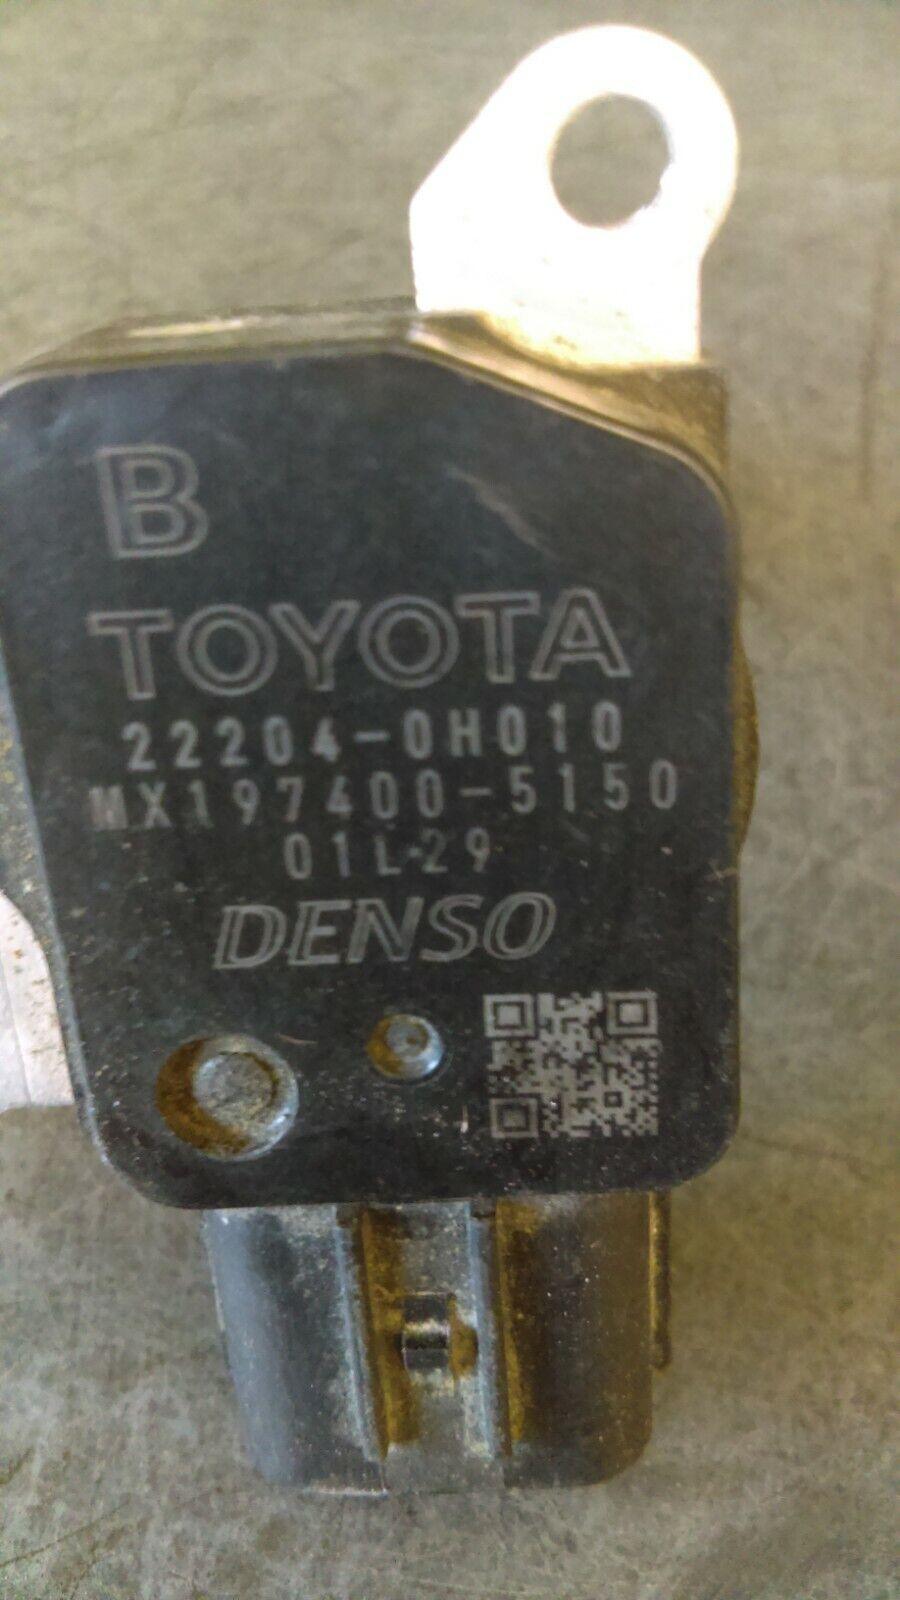 B
TOYOTA
22204-0H010
MX197400-5150
01L29
DENSO